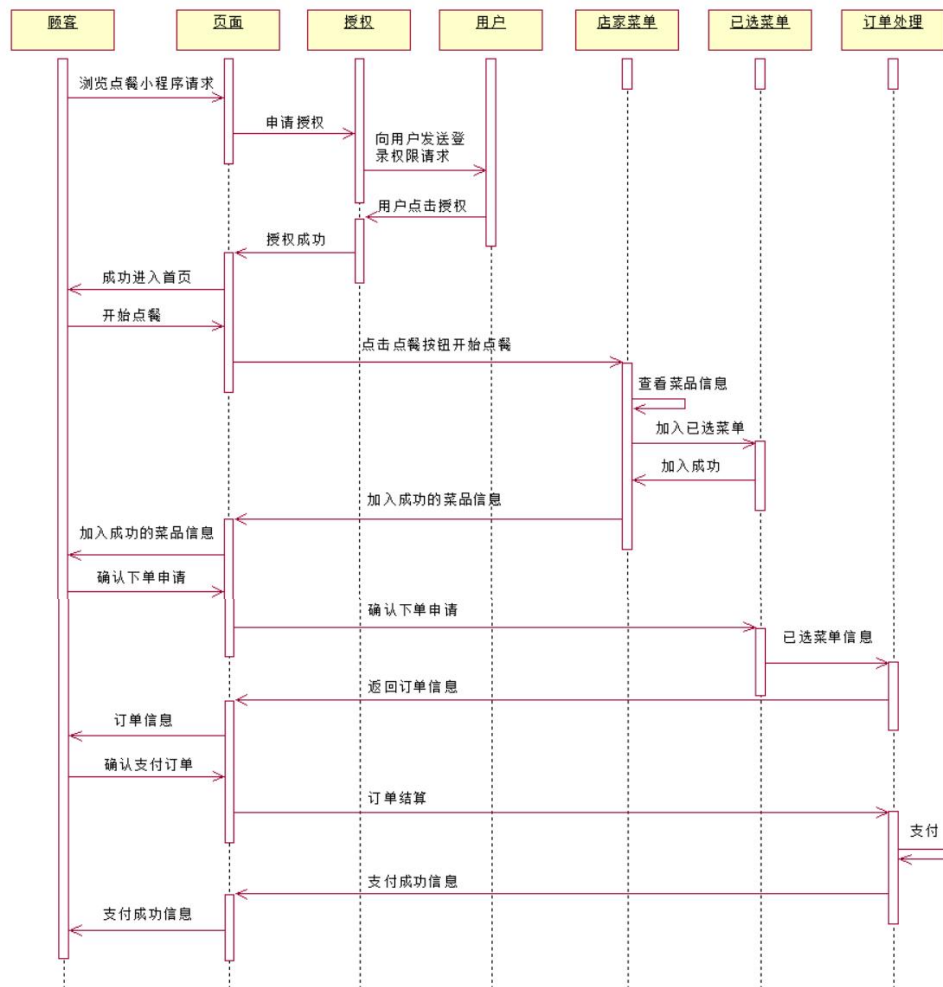 顾客
页面
授权
用户
店家菜单
已选菜单
订单处理
浏览点餐小程序请求
申请授权
向用户发送登
录权限请求
用户点击授权
授权成功
成功进入首页
开始点餐
点击点餐按钮开始点餐
查看菜品信息
加入已选菜单
加入成功
加入成功的菜品信息
加入成功的菜品信息
确认下单申请
确认下单申请
已选菜单信息
返回订单信息
订单信息
确认支付订单
订单结算
支付
支付成功信息
支付成功信息